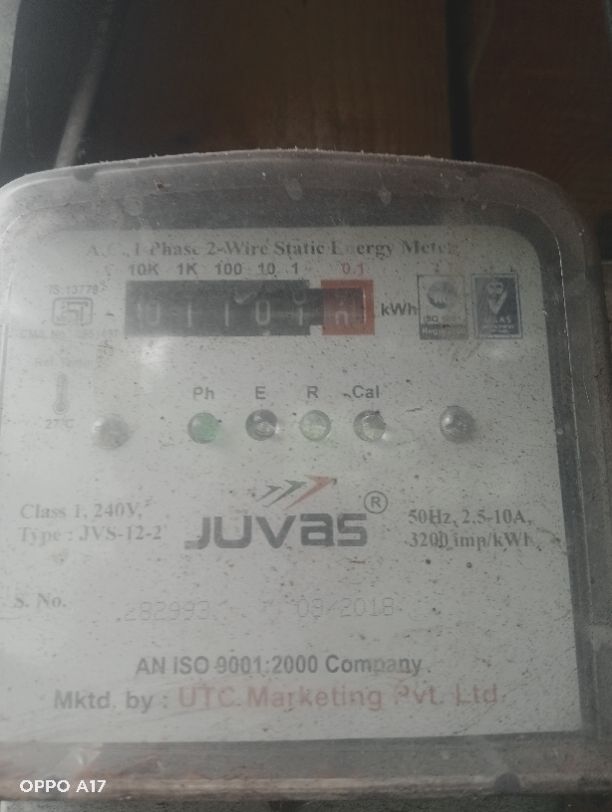 A.C., 1-Phase 2-Wire Static Energy Meter
10K 1K 100 10 1 0.1
IS.13779
kWh
ISO
27°C
Ph E R Cal
Class 1, 240V,
Type : JVS-12-2
JUVAS ®
50Hz, 2.5-10A,
3200 imp/kWh
S. No. 282993 09/2018
AN ISO 9001:2000 Company
Mktd. by : UTC Marketing Pvt. Ltd.
OPPO A17